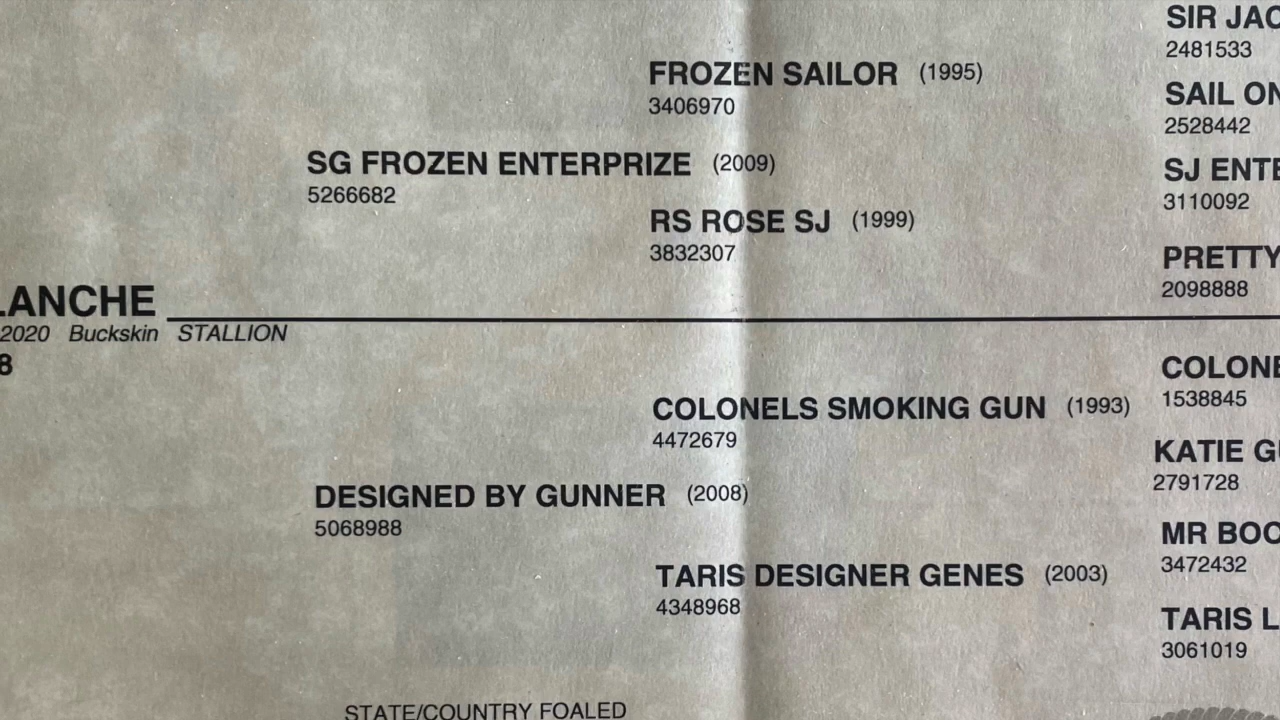 SIR JAC
2481533
FROZEN SAILOR (1995)
3406970
SAIL ON
2528442
SG FROZEN ENTERPRIZE (2009)
5266682
SJ ENTE
3110092
RS ROSE SJ (1999)
3832307
PRETTY
2098888
LANCHE
2020 Buckskin STALLION
8
COLONE
1538845
COLONELS SMOKING GUN (1993)
4472679
KATIE GU
2791728
DESIGNED BY GUNNER (2008)
5068988
MR BOO
3472432
TARIS DESIGNER GENES (2003)
4348968
TARIS L
3061019
STATE/COUNTRY FOALED